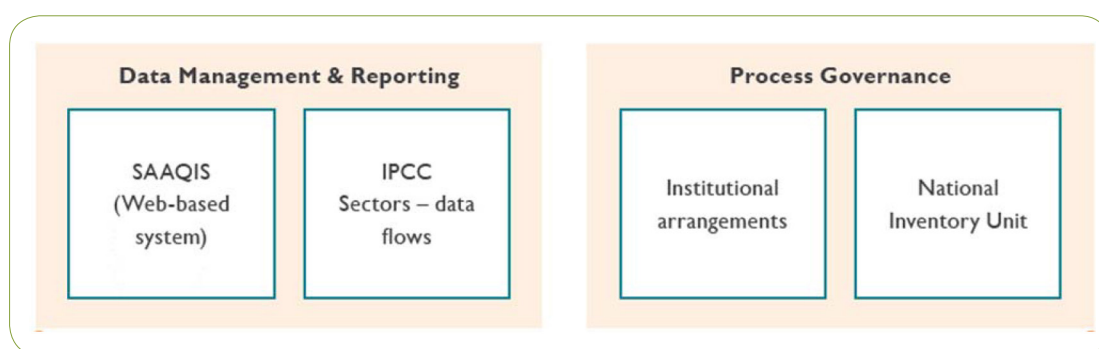 Data Management & Reporting
SAAQIS
(Web-based
system)
IPCC
Sectors – data
flows
Process Governance
Institutional
arrangements
National
Inventory Unit